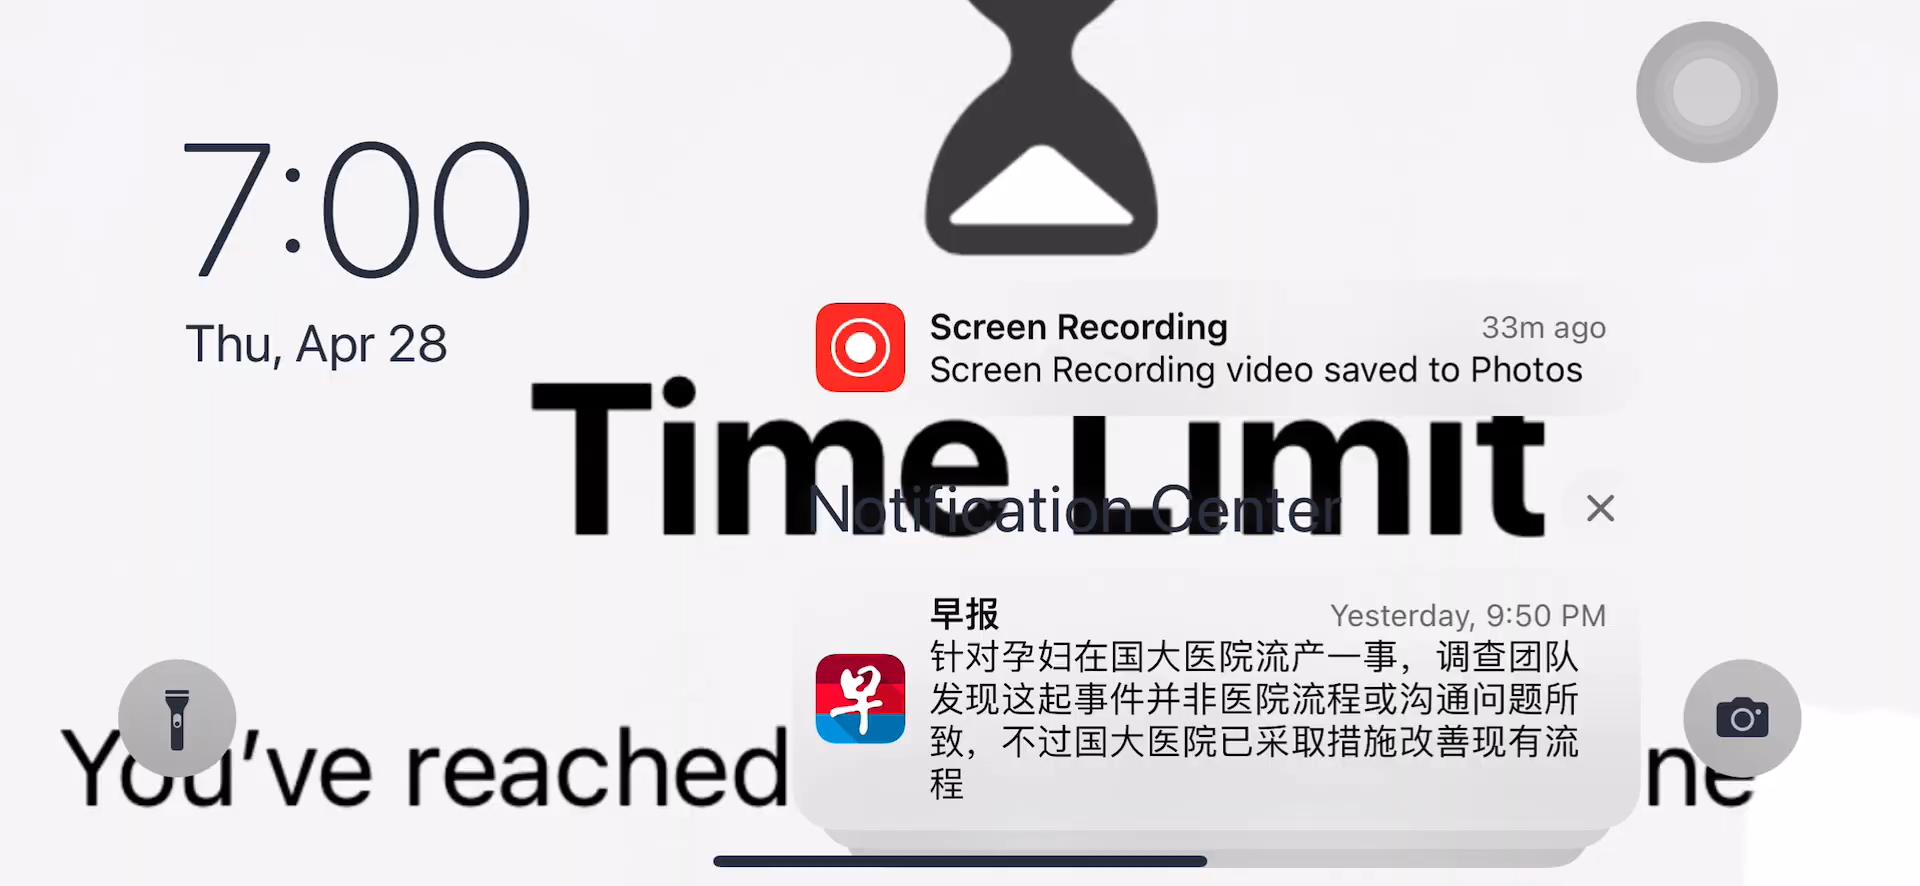 7:00
Thu, Apr 28
Screen Recording
33m ago
Screen Recording video saved to Photos
Time Limit
Notification Center
早报
Yesterday, 9:50 PM
针对孕妇在国大医院流产一事，调查团队
发现这起事件并非医院流程或沟通问题所
致，不过国大医院已采取措施改善现有流
程
早
You've reached